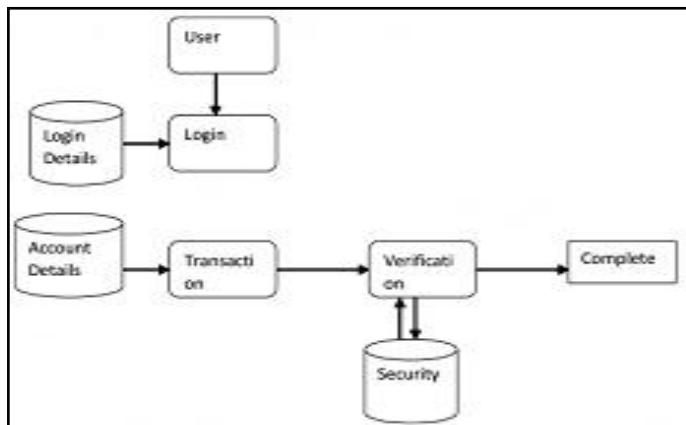 User
Login
Details
Login
Account
Details
Transacti
on
Verificati
on
Complete
Security